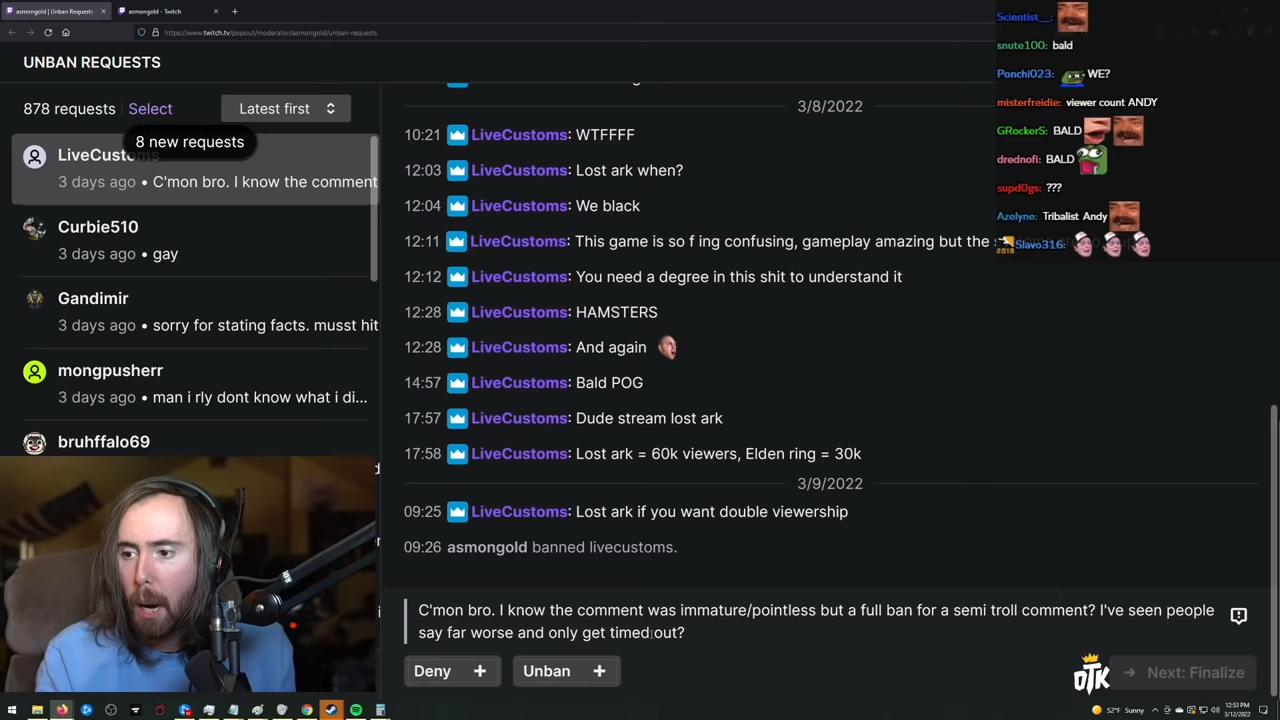 asmongold | Unban Requests -
asmongold - Twitch
https://www.twitch.tv/popout/moderator/asmongold/unban-requests
UNBAN REQUESTS
878 requests Select Latest first
8 new requests
LiveCustoms
3 days ago • C'mon bro. I know the comment
Curbie510
3 days ago • gay
Gandimir
3 days ago • sorry for stating facts. musst hit
mongpusherr
3 days ago • man i rly dont know what i di...
bruhffalo69
3/8/2022
10:21 LiveCustoms: WTFFFF
12:03 LiveCustoms: Lost ark when?
12:04 LiveCustoms: We black
12:11 LiveCustoms: This game is so f ing confusing, gameplay amazing but the
12:12 LiveCustoms: You need a degree in this shit to understand it
12:28 LiveCustoms: HAMSTERS
12:28 LiveCustoms: And again
14:57 LiveCustoms: Bald POG
17:57 LiveCustoms: Dude stream lost ark
17:58 LiveCustoms: Lost ark = 60k viewers, Elden ring = 30k
3/9/2022
09:25 LiveCustoms: Lost ark if you want double viewership
09:26 asmongold banned livecustoms.
C'mon bro. I know the comment was immature/pointless but a full ban for a semi troll comment? I've seen people
say far worse and only get timed out?
Deny + Unban + Next: Finalize
OTK
Scientist__:
snute100: bald
Ponchi023: WE?
misterfreidie: viewer count ANDY
GRockerS: BALD
drednofi: BALD
supd0gs: ???
Azelyne: Tribalist Andy
2018 Slavo316:
52°F Sunny
12:53 PM
3/12/2022